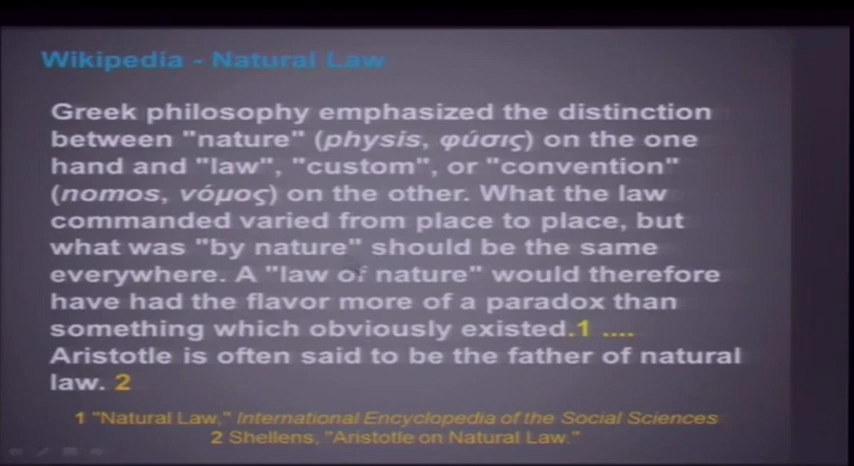 Wikipedia - Natural Law
Greek philosophy emphasized the distinction
between "nature" (physis, φúσις) on the one
hand and "law", "custom", or "convention"
(nomos, νóμος) on the other. What the law
commanded varied from place to place, but
what was "by nature" should be the same
everywhere. A "law of nature" would therefore
have had the flavor more of a paradox than
something which obviously existed.1 ....
Aristotle is often said to be the father of natural
law. 2
1 "Natural Law," International Encyclopedia of the Social Sciences
2 Shellens, "Aristotle on Natural Law."